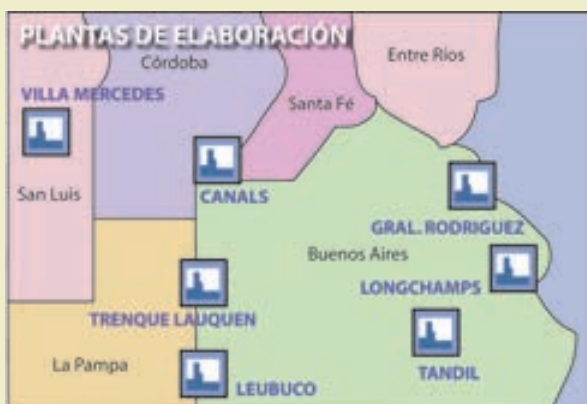 PLANTAS DE ELABORACIÓN
Córdoba
Entre Rios
VILLA MERCEDES
Santa Fé
San Luis
CANALS
GRAL. RODRIGUEZ
Buenos Aires
LONGCHAMPS
TRENQUE LAUQUEN
La Pampa
LEUBUCO
TANDIL